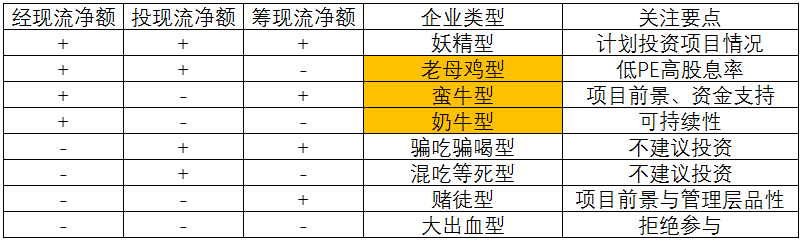 经现流净额 投现流净额 筹现流净额 企业类型 关注要点
+ + + 妖精型 计划投资项目情况
+ + - 老母鸡型 低PE高股息率
+ - + 蛮牛型 项目前景、资金支持
+ - - 奶牛型 可持续性
- + + 骗吃骗喝型 不建议投资
- + - 混吃等死型 不建议投资
- - + 赌徒型 项目前景与管理层品性
- - - 大出血型 拒绝参与